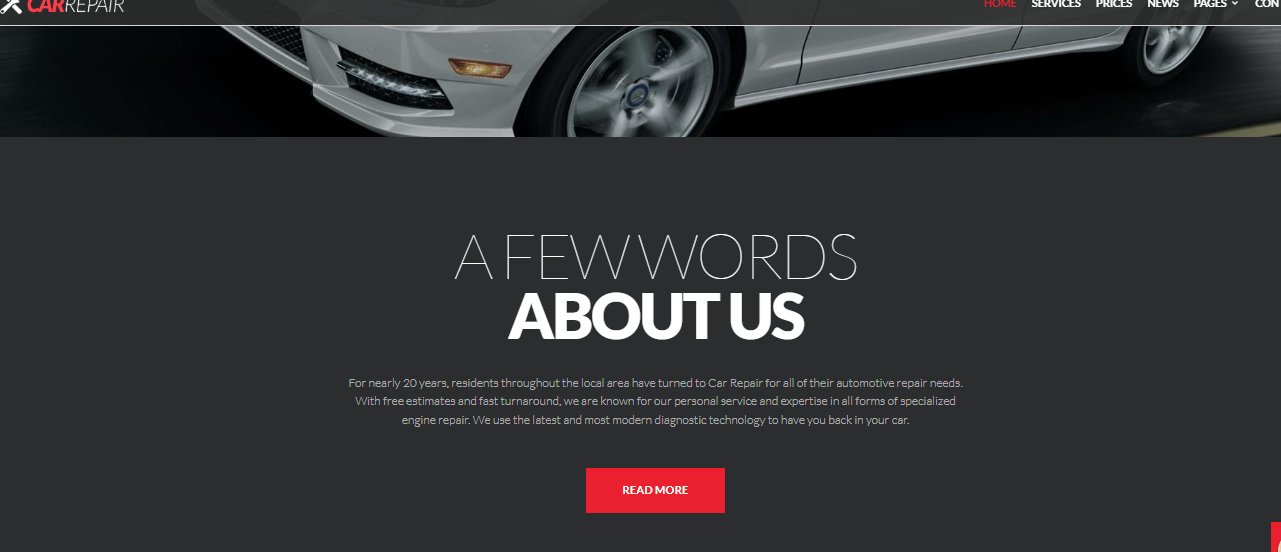 CARREPAIR
HOME SERVICES PRICES NEWS PAGES CON
A FEW WORDS
ABOUT US
For nearly 20 years, residents throughout the local area have turned to Car Repair for all of their automotive repair needs.
With free estimates and fast turnaround, we are known for our personal service and expertise in all forms of specialized
engine repair. We use the latest and most modern diagnostic technology to have you back in your car.
READ MORE